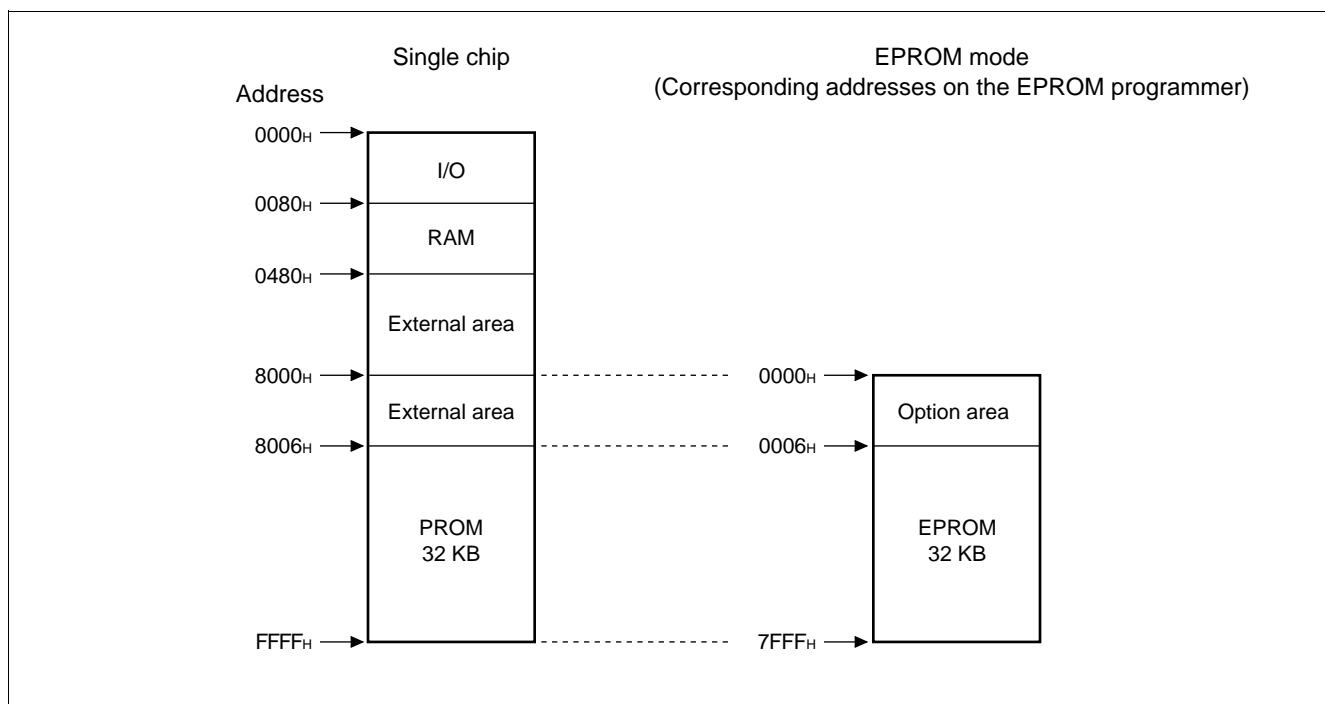 Single chip
EPROM mode
(Corresponding addresses on the EPROM programmer)
Address
0000H
I/O
0080H
RAM
0480H
External area
8000H
0000H
External area
Option area
8006H
0006H
PROM
32 KB
EPROM
32 KB
FFFFH
7FFFH